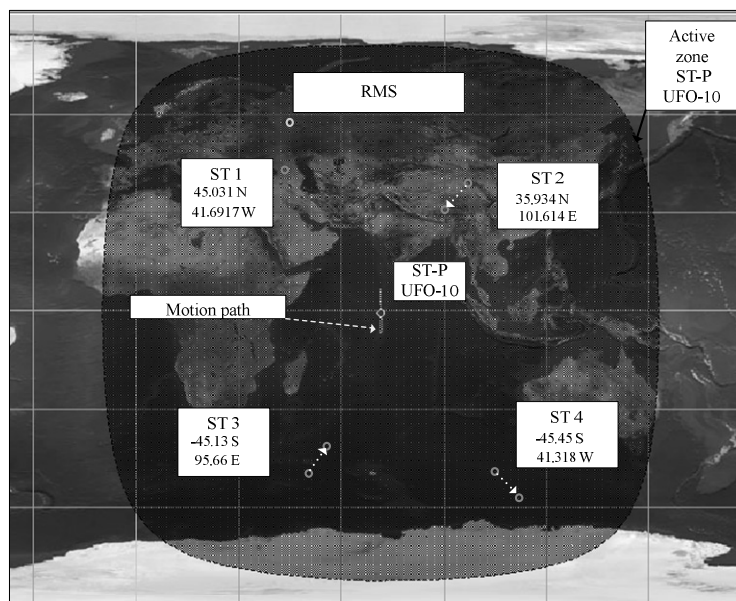 Active
zone
ST-P
UFO-10
RMS
ST 1
45.031 N
41.6917 W
ST 2
35,934 N
101,614 E
ST-P
UFO-10
Motion path
ST 3
-45.13 S
95,66 E
ST 4
-45.45 S
41,318 W